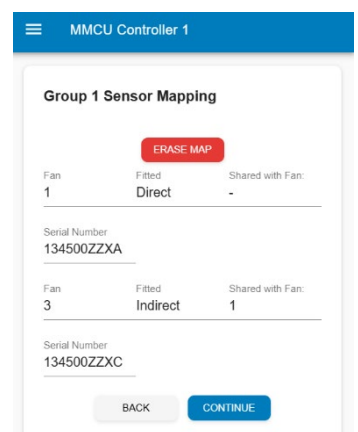 MMCU Controller 1
Group 1 Sensor Mapping
ERASE MAP
Fan Fitted Shared with Fan:
1 Direct -
Serial Number
134500ZZXA
Fan Fitted Shared with Fan:
3 Indirect 1
Serial Number
134500ZZXC
BACK CONTINUE